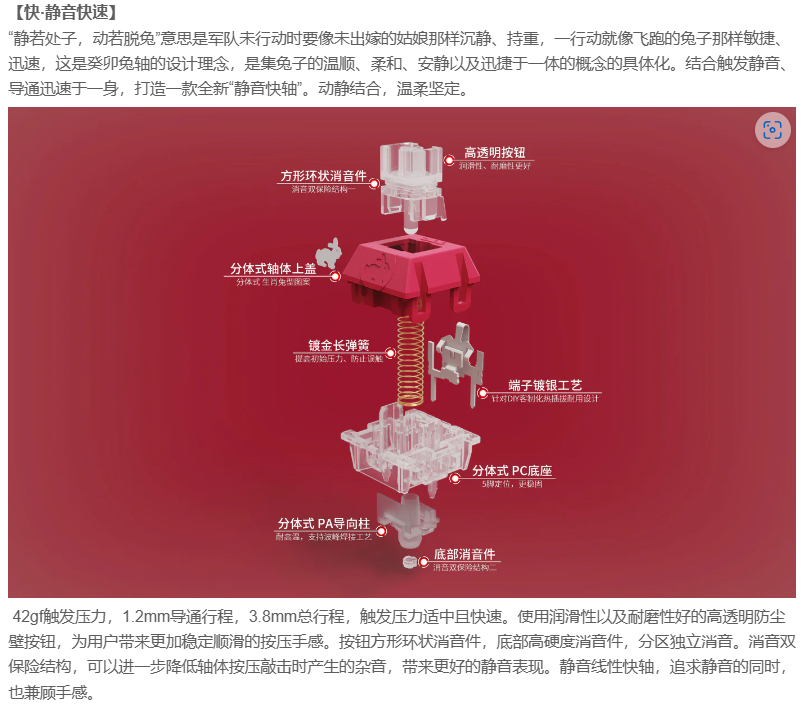 【快·静音快速】
“静若处子，动若脱兔”意思是军队未行动时要像未出嫁的姑娘那样沉静、持重，一行动就像飞跑的兔子那样敏捷、
迅速，这是癸卯兔轴的设计理念，是集兔子的温顺、柔和、安静以及迅捷于一体的概念的具体化。结合触发静音、
导通迅速于一身，打造一款全新“静音快轴”。动静结合，温柔坚定。
高透明按钮
润滑性、耐磨性更好
方形环状消音件
消音双保险结构一
分体式轴体上盖
分体式 生肖兔型图案
镀金长弹簧
提高初始压力、防止误触
端子镀银工艺
针对DIY客制化热插拔耐用设计
分体式 PC底座
5脚定位，更稳固
分体式 PA导向柱
耐高温，支持波峰焊接工艺
底部消音件
消音双保险结构二
42gf触发压力，1.2mm导通行程，3.8mm总行程，触发压力适中且快速。使用润滑性以及耐磨性好的高透明防尘
壁按钮，为用户带来更加稳定顺滑的按压手感。按钮方形环状消音件，底部高硬度消音件，分区独立消音。消音双
保险结构，可以进一步降低轴体按压敲击时产生的杂音，带来更好的静音表现。静音线性快轴，追求静音的同时，
也兼顾手感。